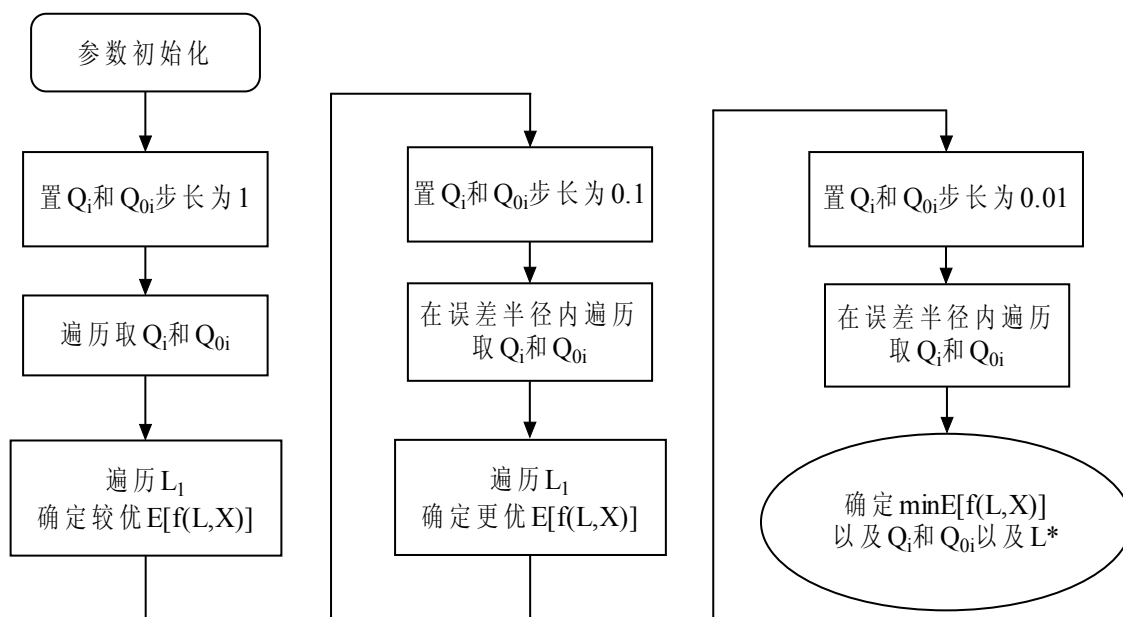 参数初始化
置Qi和Q0i步长为1
遍历取Qi和Q0i
遍历L1
确定较优E[f(L,X)]
置Qi和Q0i步长为0.1
在误差半径内遍历
取Qi和Q0i
遍历L1
确定更优E[f(L,X)]
置Qi和Q0i步长为0.01
在误差半径内遍历
取Qi和Q0i
确定minE[f(L,X)]
以及Qi和Q0i以及L*